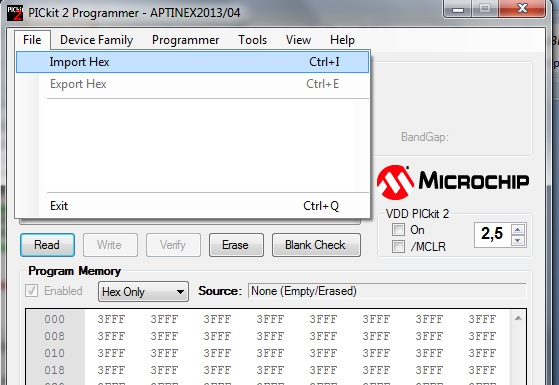 PICkit 2 Programmer - APTINEX2013/04
File Device Family Programmer Tools View Help
Import Hex Ctrl+I
Export Hex Ctrl+E
Exit Ctrl+Q
BandGap:
MICROCHIP
VDD PICkit 2
On
/MCLR
2,5
Read Write Verify Erase Blank Check
Program Memory
Enabled Hex Only Source: None (Empty/Erased)
000 3FFF 3FFF 3FFF 3FFF 3FFF 3FFF 3FFF 3FFF
008 3FFF 3FFF 3FFF 3FFF 3FFF 3FFF 3FFF 3FFF
010 3FFF 3FFF 3FFF 3FFF 3FFF 3FFF 3FFF 3FFF
018 3FFF 3FFF 3FFF 3FFF 3FFF 3FFF 3FFF 3FFF